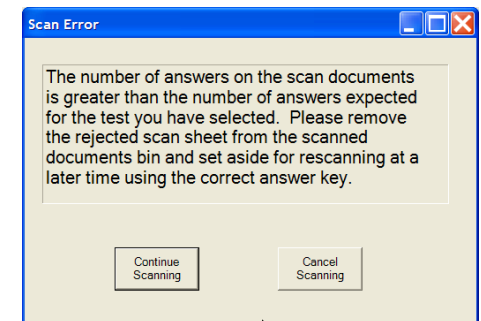 Scan Error
The number of answers on the scan documents
is greater than the number of answers expected
for the test you have selected.  Please remove
the rejected scan sheet from the scanned
documents bin and set aside for rescanning at a
later time using the correct answer key.
Continue
Scanning
Cancel
Scanning